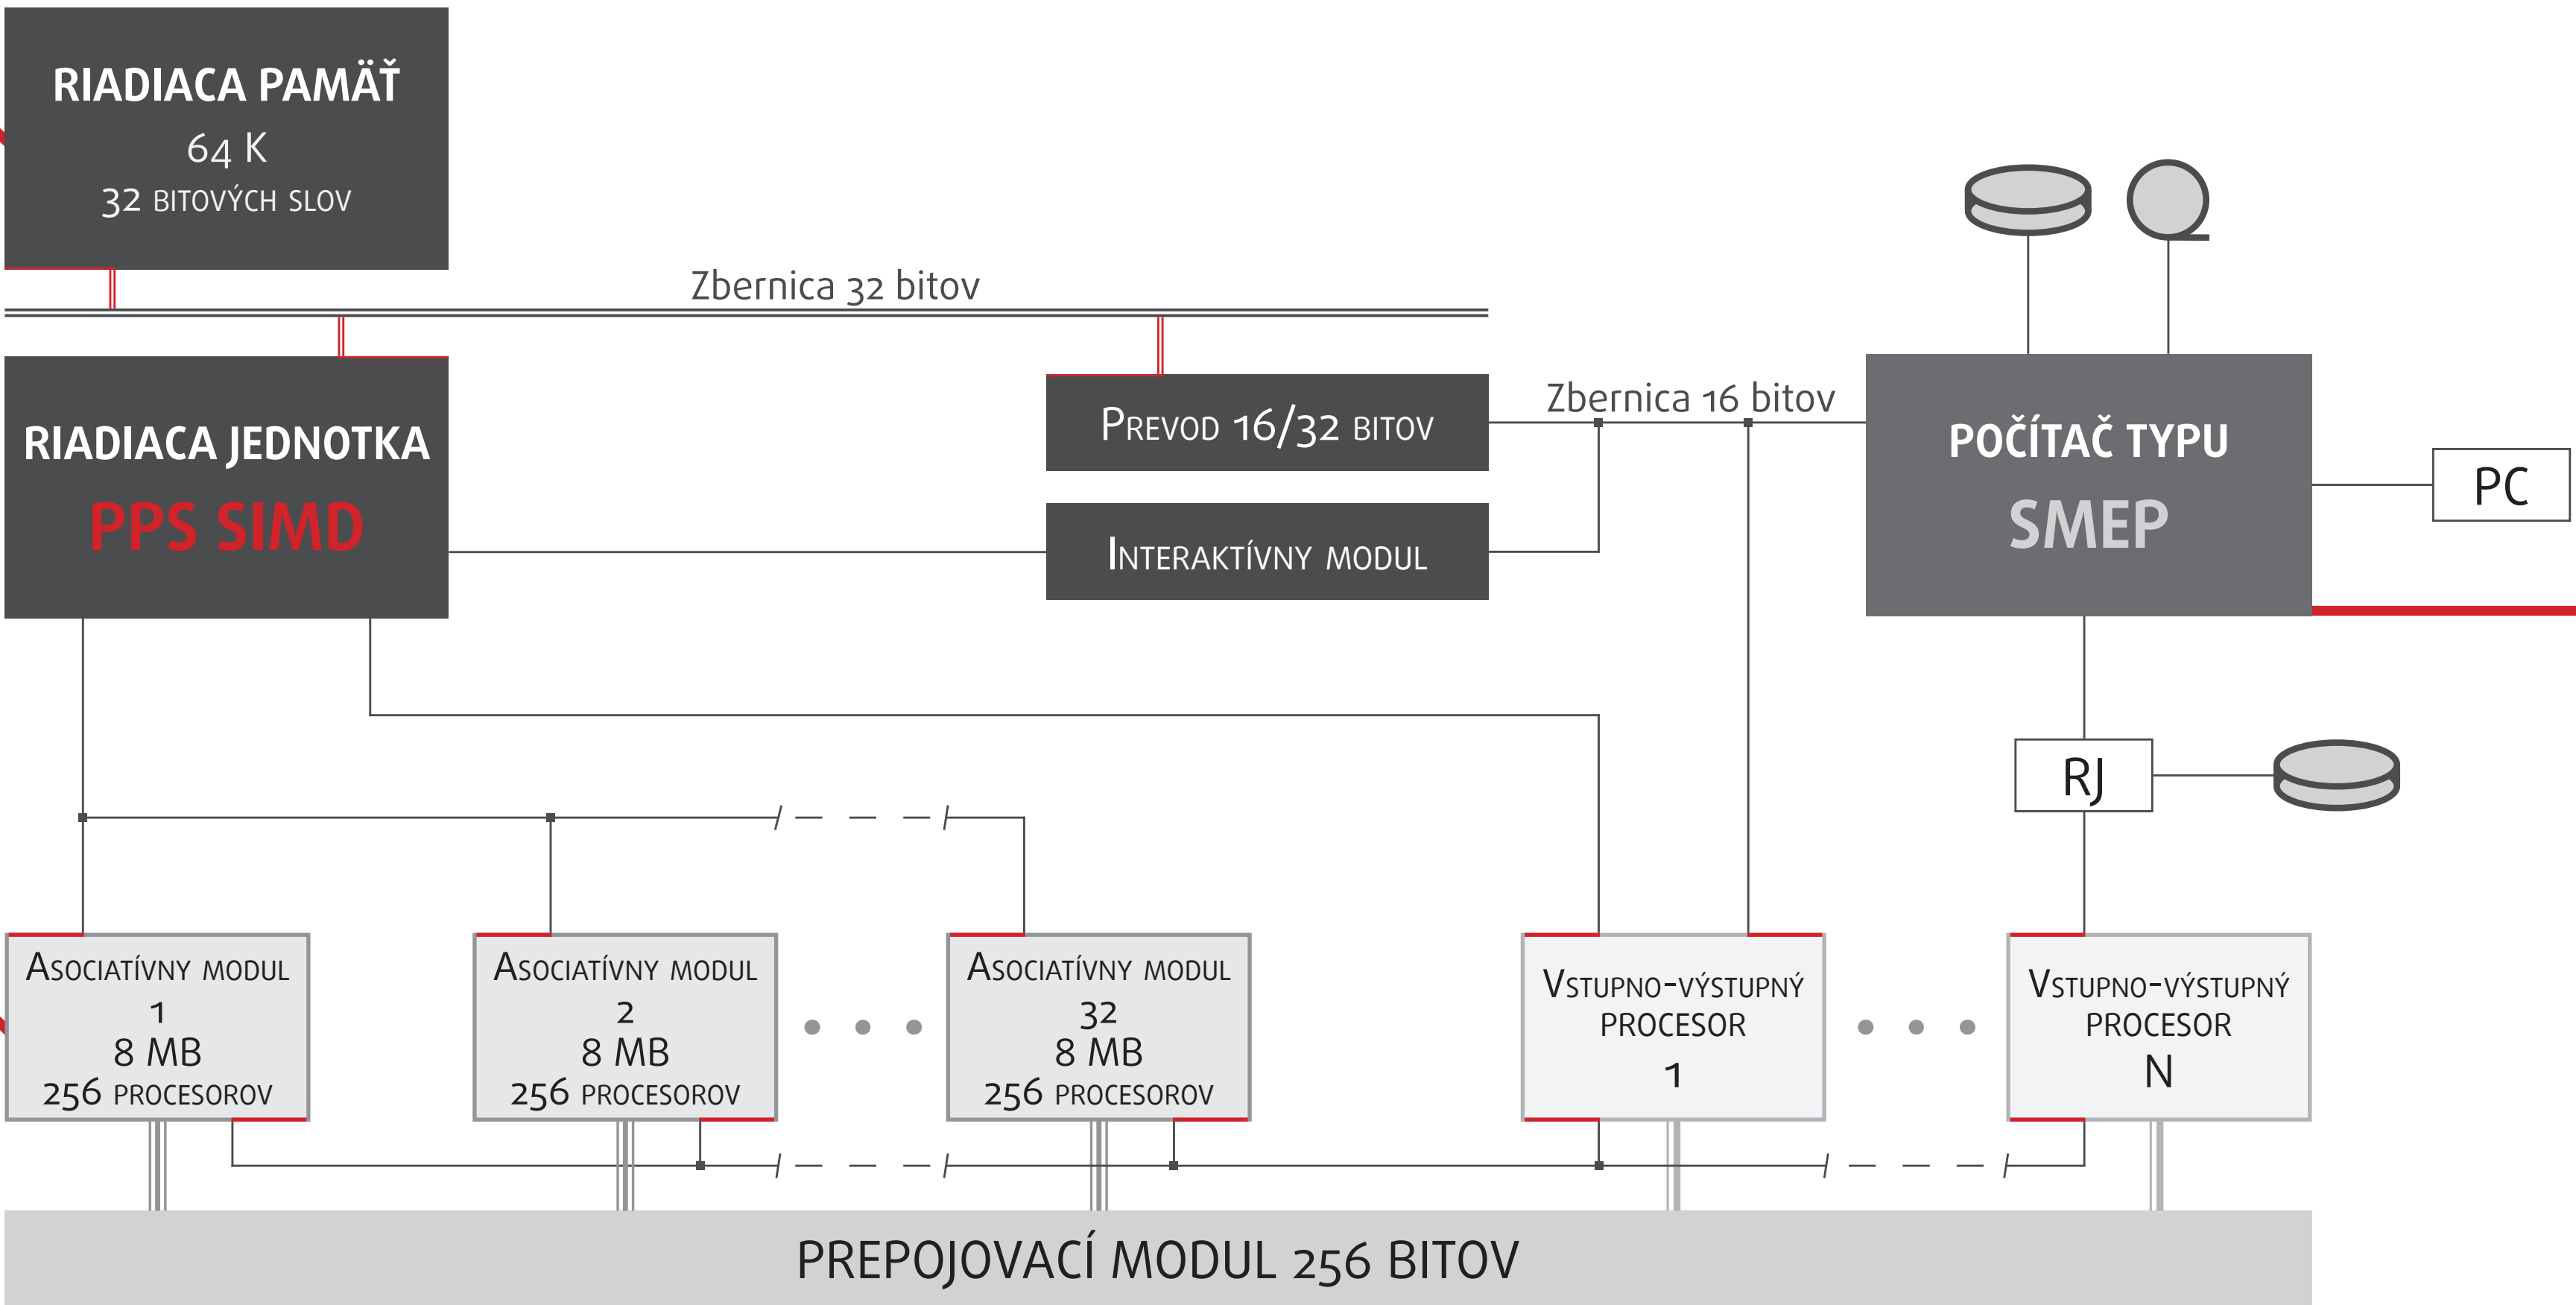 RIADIACA PAMÄŤ
64 K
32 BITOVÝCH SLOV
Zbernica 32 bitov
RIADIACA JEDNOTKA
PPS SIMD
PREVOD 16/32 BITOV
Zbernica 16 bitov
INTERAKTÍVNY MODUL
POČÍTAČ TYPU
SMEP
PC
RJ
ASOCIATÍVNY MODUL
1
8 MB
256 PROCESOROV
ASOCIATÍVNY MODUL
2
8 MB
256 PROCESOROV
ASOCIATÍVNY MODUL
32
8 MB
256 PROCESOROV
VSTUPNO-VÝSTUPNÝ
PROCESOR
1
VSTUPNO-VÝSTUPNÝ
PROCESOR
N
PREPOJOVACÍ MODUL 256 BITOV